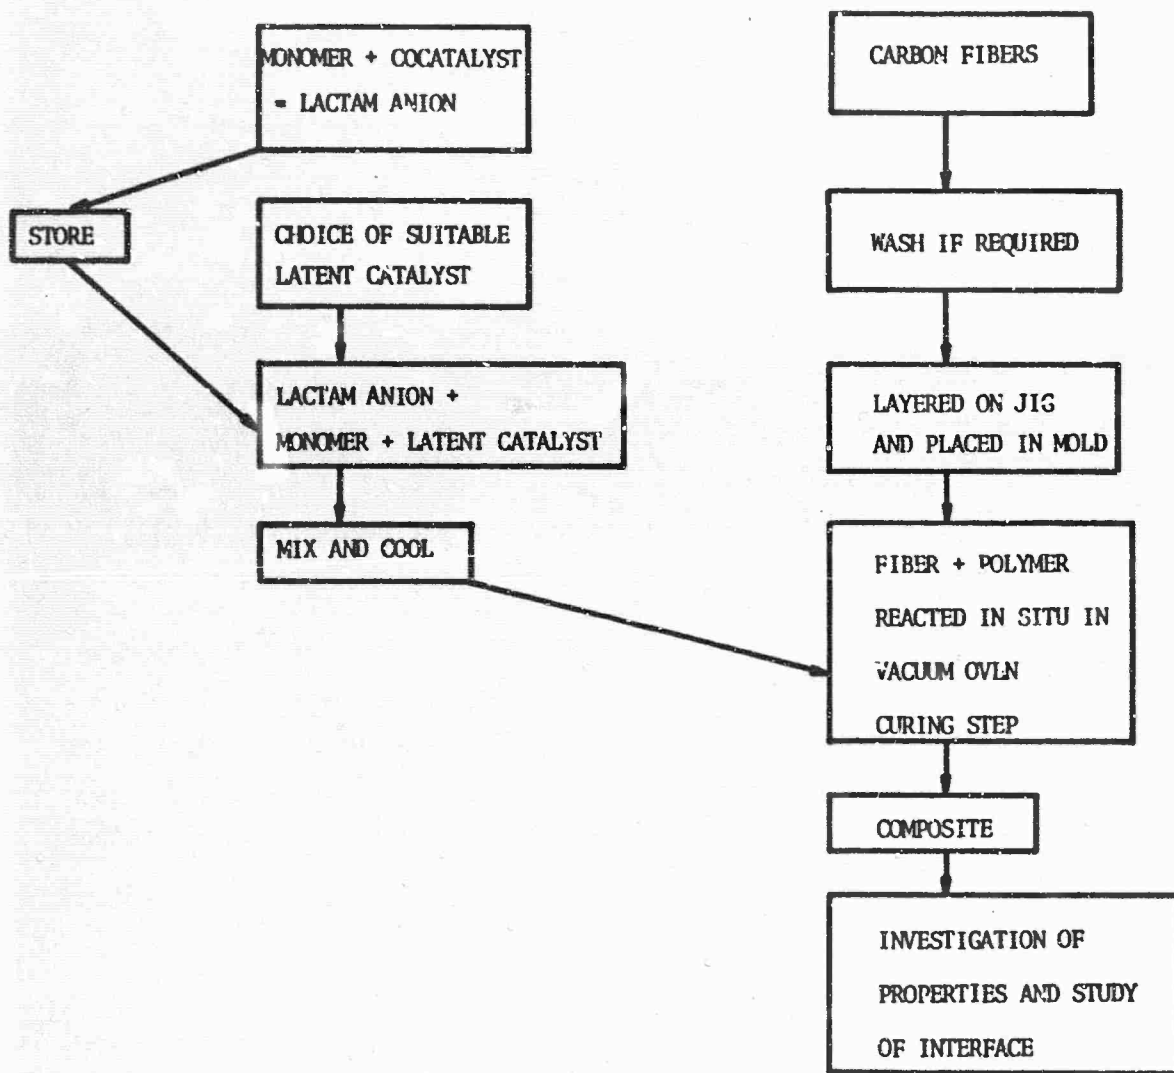 MONOMER + COCATALYST
= LACTAM ANION
STORE
CHOICE OF SUITABLE
LATENT CATALYST
LACTAM ANION +
MONOMER + LATENT CATALYST
MIX AND COOL
CARBON FIBERS
WASH IF REQUIRED
LAYERED ON JIG
AND PLACED IN MOLD
FIBER + POLYMER
REACTED IN SITU IN
VACUUM OVEN
CURING STEP
COMPOSITE
INVESTIGATION OF
PROPERTIES AND STUDY
OF INTERFACE